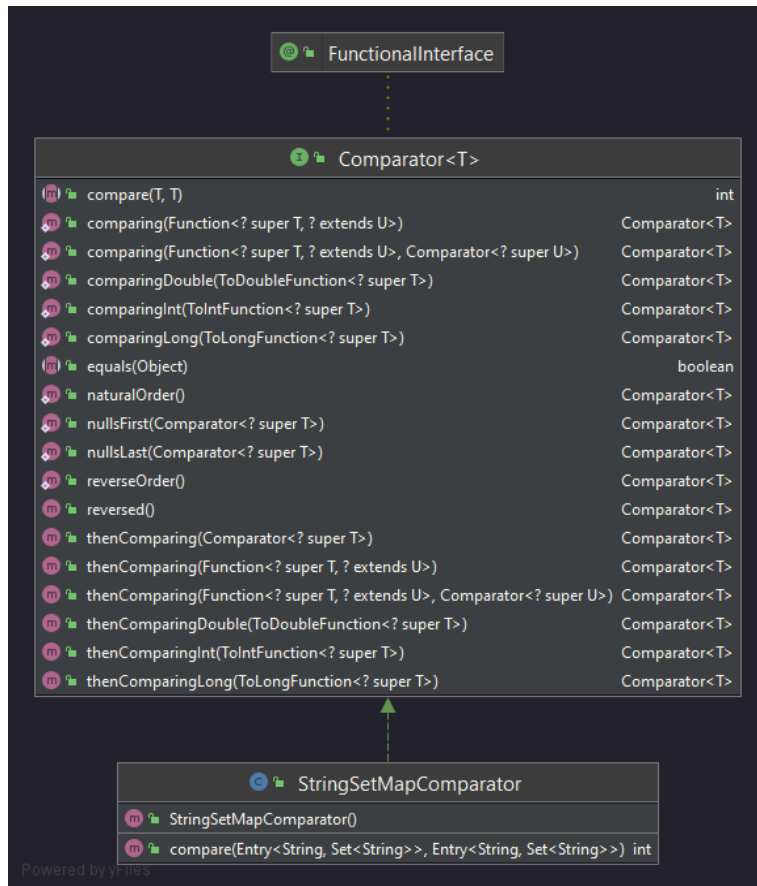 FunctionalInterface
Comparator<T>
compare(T, T) int
comparing(Function<? super T, ? extends U>) Comparator<T>
comparing(Function<? super T, ? extends U>, Comparator<? super U>) Comparator<T>
comparingDouble(ToDoubleFunction<? super T>) Comparator<T>
comparingInt(ToIntFunction<? super T>) Comparator<T>
comparingLong(ToLongFunction<? super T>) Comparator<T>
equals(Object) boolean
naturalOrder() Comparator<T>
nullsFirst(Comparator<? super T>) Comparator<T>
nullsLast(Comparator<? super T>) Comparator<T>
reverseOrder() Comparator<T>
reversed() Comparator<T>
thenComparing(Comparator<? super T>) Comparator<T>
thenComparing(Function<? super T, ? extends U>) Comparator<T>
thenComparing(Function<? super T, ? extends U>, Comparator<? super U>) Comparator<T>
thenComparingDouble(ToDoubleFunction<? super T>) Comparator<T>
thenComparingInt(ToIntFunction<? super T>) Comparator<T>
thenComparingLong(ToLongFunction<? super T>) Comparator<T>
StringSetMapComparator
StringSetMapComparator()
compare(Entry<String, Set<String>>, Entry<String, Set<String>>) int
Powered by yFiles